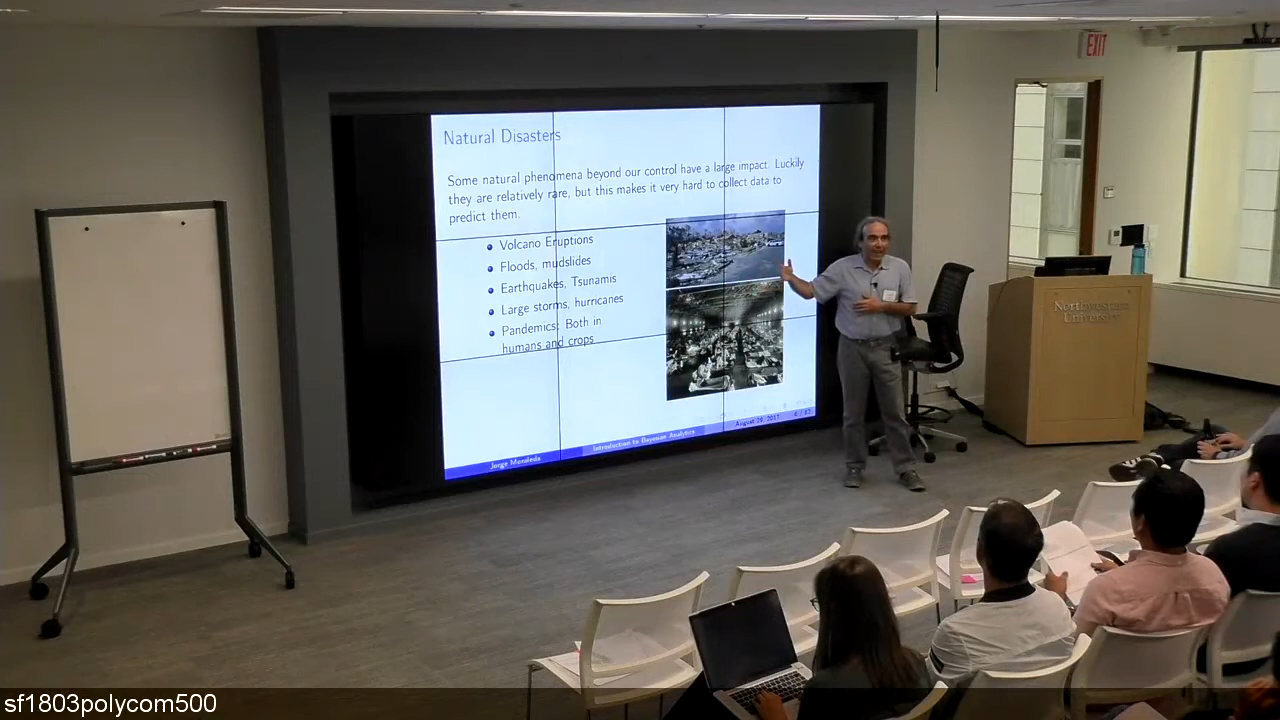 EXIT
Natural Disasters
Some natural phenomena beyond our control have a large impact. Luckily
they are relatively rare, but this makes it very hard to collect data to
predict them.
Volcano Eruptions
Floods, mudslides
Earthquakes, Tsunamis
Large storms, hurricanes
Pandemics: Both in
humans and crops
Jorge Muraleda
Introduction to Bayesian Analytics
August 29, 2017
Northwestern
University
sf1803polycom500